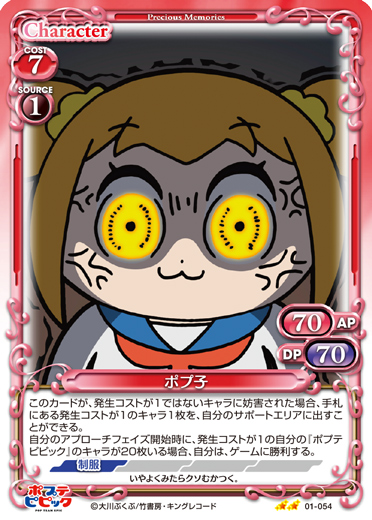 Precious Memories
Character
COST
7
SOURCE
1
70 AP
DP 70
ポプ子
このカードが、発生コストが1ではないキャラに妨害された場合、手札
にある発生コストが1のキャラ1枚を、自分のサポートエリアに出すこ
とができる。
自分のアプローチフェイズ開始時に、発生コストが1の自分の『ポプテ
ピピック』のキャラが20枚いる場合、自分は、ゲームに勝利する。
制服
いやよくみたらクソむかつく。
ポプテ
ピピック
POP TEAM EPIC
©大川ぶくぶ/竹書房・キングレコード
01-054